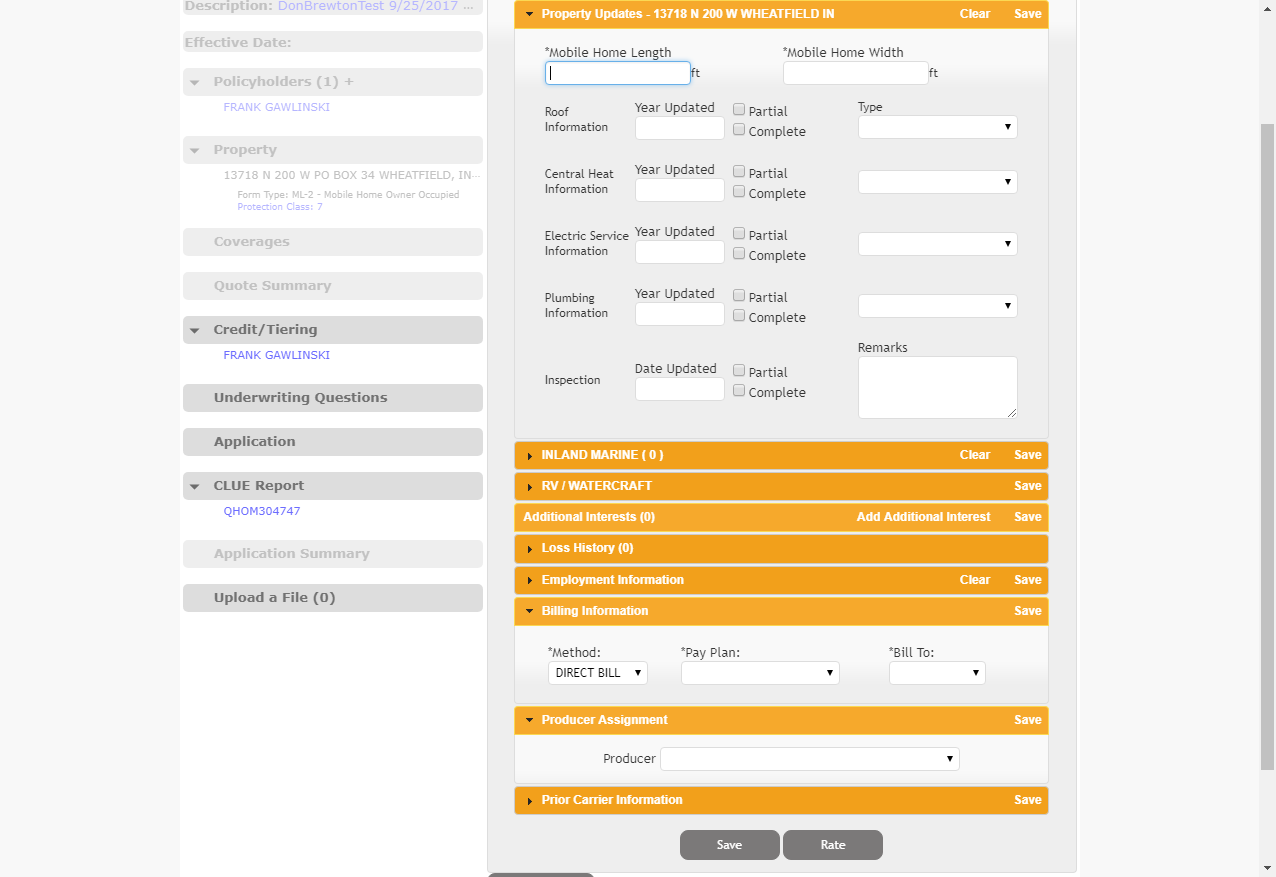 Description: DonBrewtonTest 9/25/2017 ...
Effective Date:
Policyholders (1) +
FRANK GAWLINSKI
Property
13718 N 200 W PO BOX 34 WHEATFIELD, IN...
Form Type: ML-2 - Mobile Home Owner Occupied
Protection Class: 7
Coverages
Quote Summary
Credit/Tiering
FRANK GAWLINSKI
Underwriting Questions
Application
CLUE Report
QHOM304747
Application Summary
Upload a File (0)
Property Updates - 13718 N 200 W WHEATFIELD IN Clear Save
*Mobile Home Length *Mobile Home Width
ft ft
Roof Information Year Updated Partial Complete Type
Central Heat Information Year Updated Partial Complete
Electric Service Information Year Updated Partial Complete
Plumbing Information Year Updated Partial Complete
Inspection Date Updated Partial Complete Remarks
INLAND MARINE ( 0 ) Clear Save
RV / WATERCRAFT Save
Additional Interests (0) Add Additional Interest Save
Loss History (0)
Employment Information Clear Save
Billing Information Save
*Method: *Pay Plan: *Bill To:
DIRECT BILL
Producer Assignment Save
Producer
Prior Carrier Information Save
Save Rate